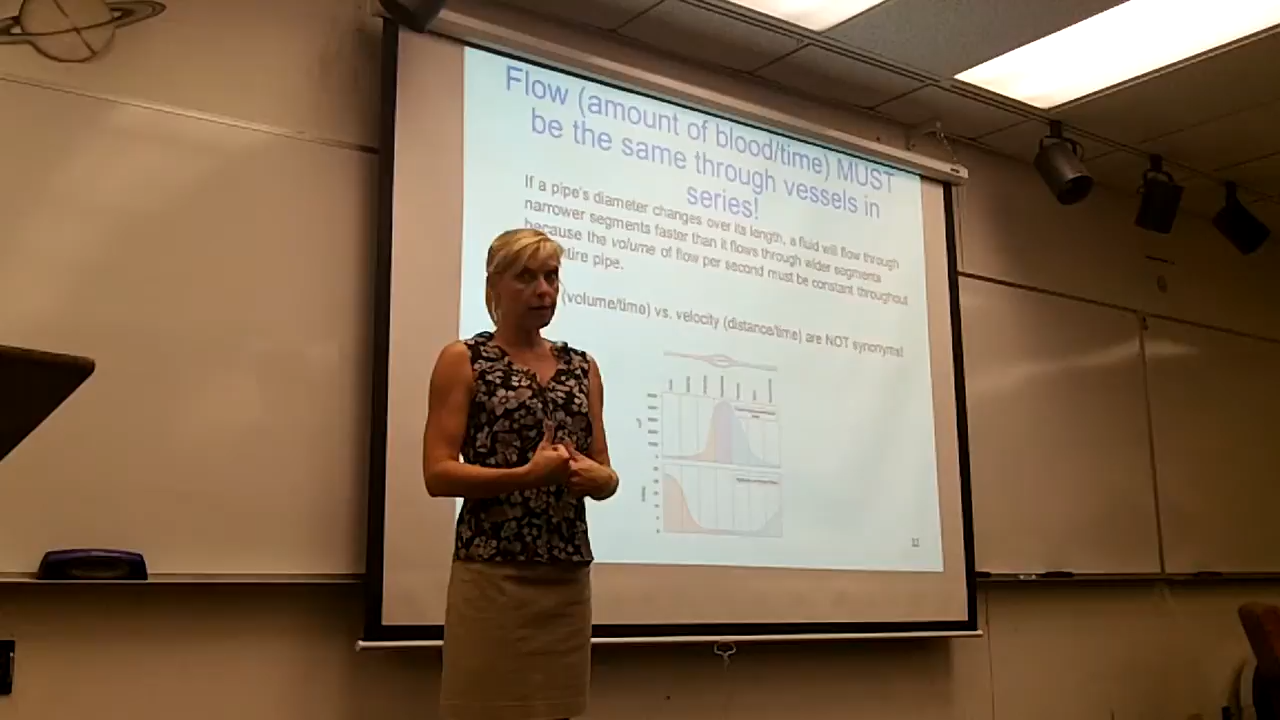 Flow (amount of blood/time) MUST
be the same through vessels in
series!
If a pipe's diameter changes over its length, a fluid will flow through
narrower segments faster than it flows through wider segments
because the volume of flow per second must be constant throughout
entire pipe.
(volume/time) vs. velocity (distance/time) are NOT synonyms!